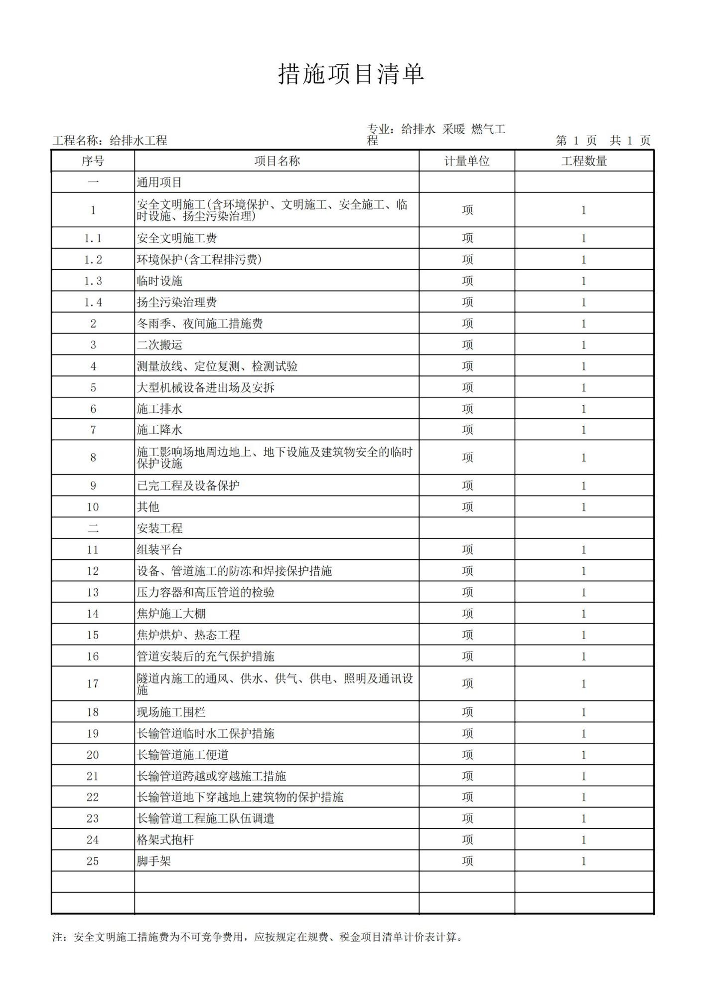 措施项目清单
专业：给排水 采暖 燃气工
工程名称：给排水工程 程 第 1 页 共 1 页
序号 项目名称 计量单位 工程数量
一 通用项目
1 安全文明施工(含环境保护、文明施工、安全施工、临 项 1
时设施、扬尘污染治理)
1.1 安全文明施工费 项 1
1.2 环境保护(含工程排污费) 项 1
1.3 临时设施 项 1
1.4 扬尘污染治理费 项 1
2 冬雨季、夜间施工措施费 项 1
3 二次搬运 项 1
4 测量放线、定位复测、检测试验 项 1
5 大型机械设备进出场及安拆 项 1
6 施工排水 项 1
7 施工降水 项 1
8 施工影响场地周边地上、地下设施及建筑物安全的临时 项 1
保护设施
9 已完工程及设备保护 项 1
10 其他 项 1
二 安装工程
11 组装平台 项 1
12 设备、管道施工的防冻和焊接保护措施 项 1
13 压力容器和高压管道的检验 项 1
14 焦炉施工大棚 项 1
15 焦炉烘炉、热态工程 项 1
16 管道安装后的充气保护措施 项 1
17 隧道内施工的通风、供水、供气、供电、照明及通讯设 项 1
施
18 现场施工围栏 项 1
19 长输管道临时水工保护措施 项 1
20 长输管道施工便道 项 1
21 长输管道跨越或穿越施工措施 项 1
22 长输管道地下穿越地上建筑物的保护措施 项 1
23 长输管道工程施工队伍调遣 项 1
24 格架式抱杆 项 1
25 脚手架 项 1
注：安全文明施工措施费为不可竞争费用，应按规定在规费、税金项目清单计价表计算。